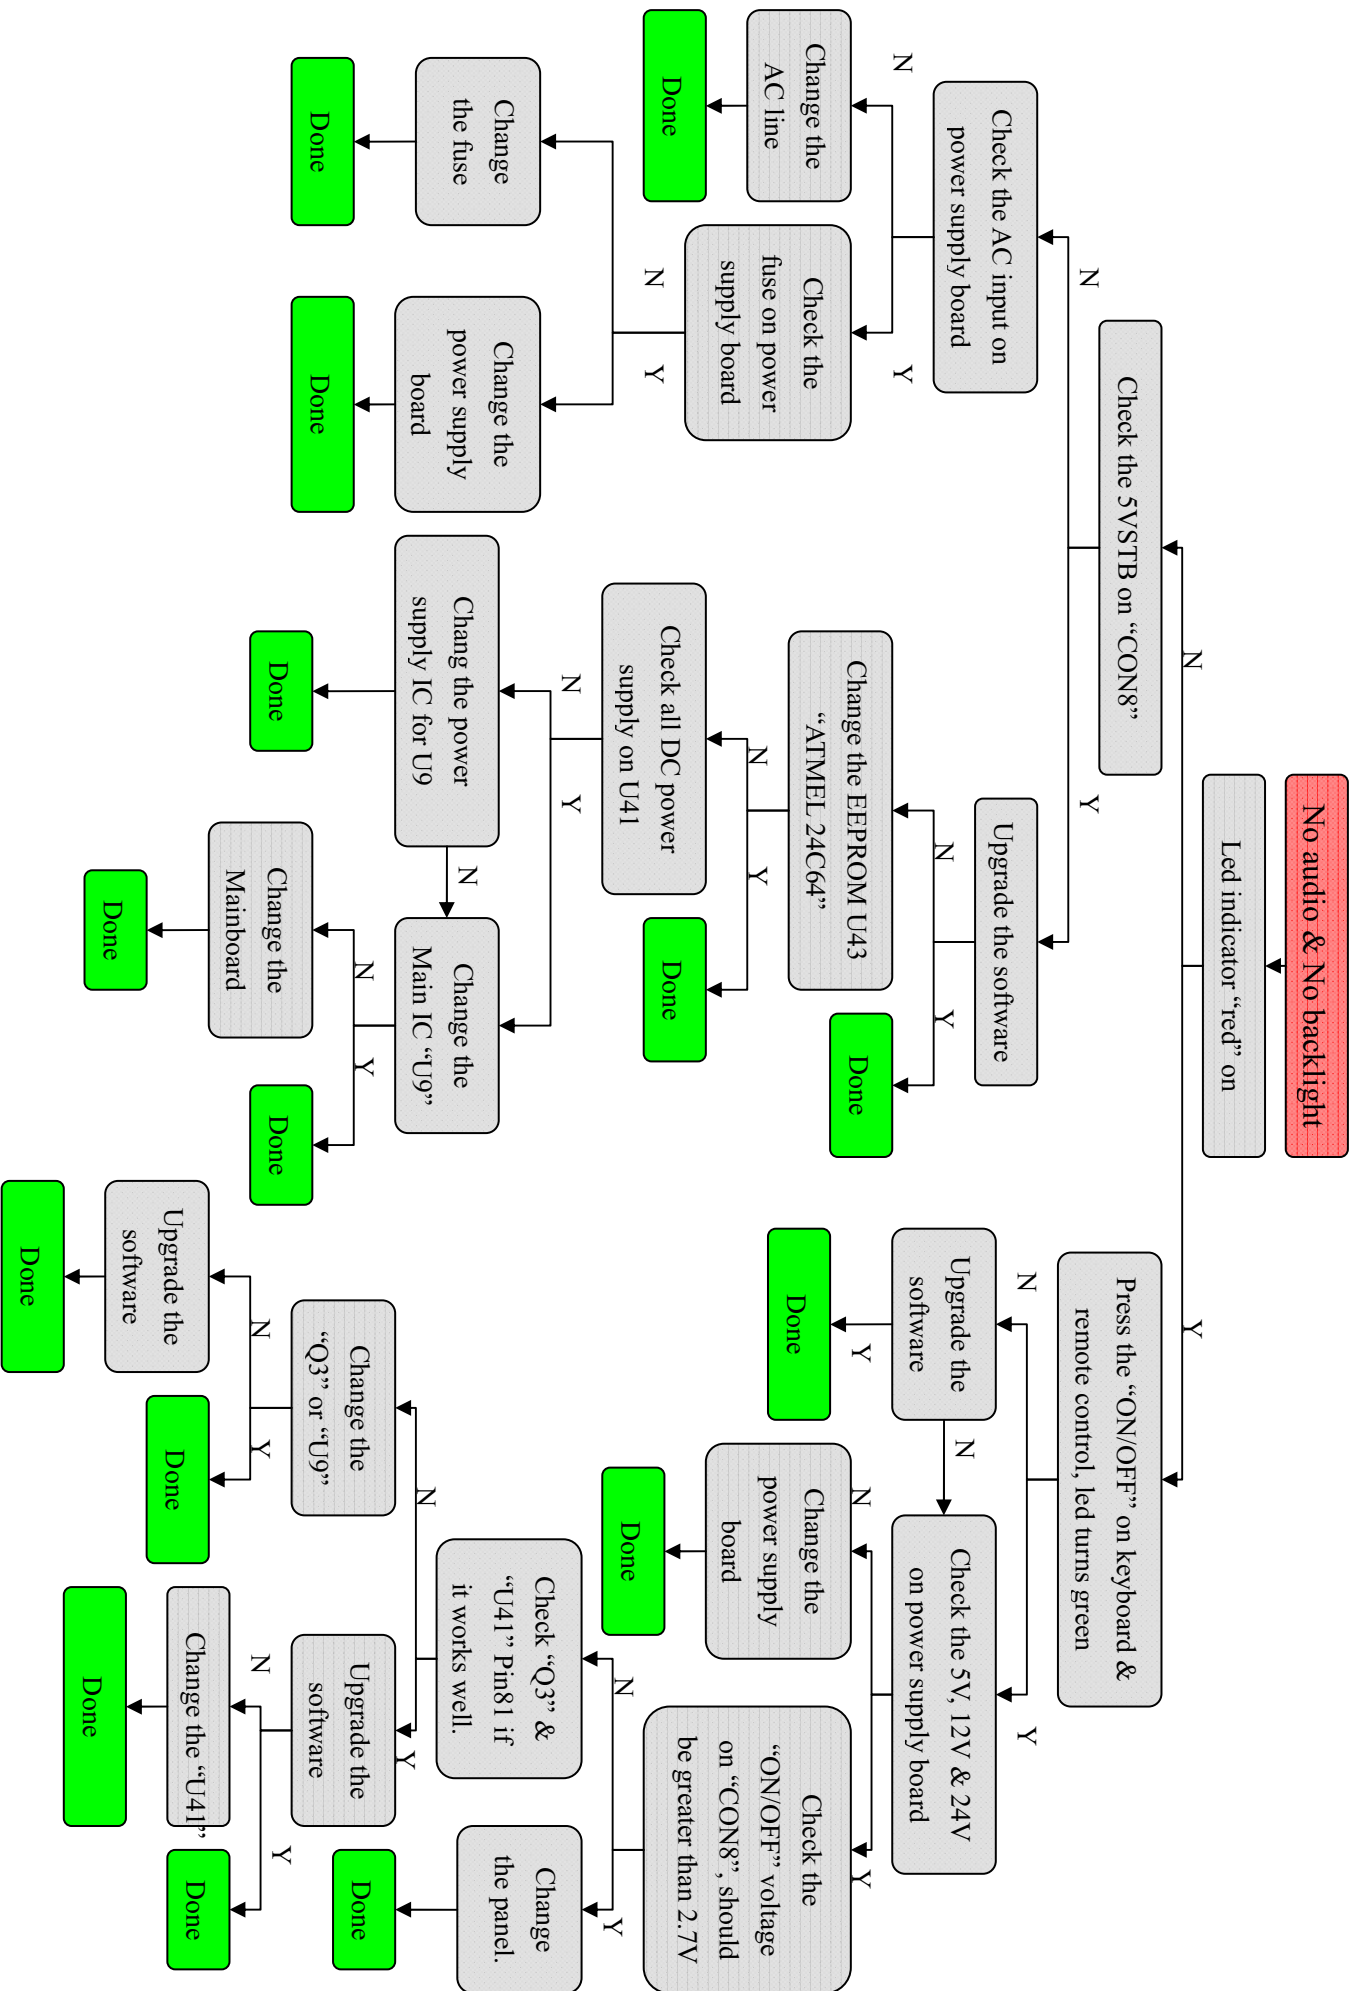 No audio & No backlight
Led indicator “red” on
N
Y
Check the 5VSTB on “CON8”
Press the “ON/OFF” on keyboard &
remote control, led turns green
N
Y
N
Y
Check the AC input on
power supply board
Upgrade the software
Upgrade the
software
N
Check the 5V, 12V & 24V
on power supply board
N
Y
N
Y
Y
N
Y
Change the
AC line
Check the
fuse on power
supply board
Change the EEPROM U43
“ATMEL 24C64”
Done
Done
Change the
power supply
board
Check the
“ON/OFF” voltage
on “CON8”, should
be greater than 2.7V
Done
N
Y
N
Y
N
Y
Check all DC power
supply on U41
Done
Done
Check “Q3” &
“U41” Pin81 if
it works well.
Change
the panel.
Change
the fuse
Change the
power supply
board
N
Y
N
Y
Chang the power
supply IC for U9
N
Change the
Main IC “U9”
Change the
“Q3” or “U9”
Upgrade the
software
Done
Done
Done
N
Y
N
Y
N
Y
Done
Change the
Mainboard
Done
Upgrade the
software
Done
Change the “U41”
Done
Done
Done
Done